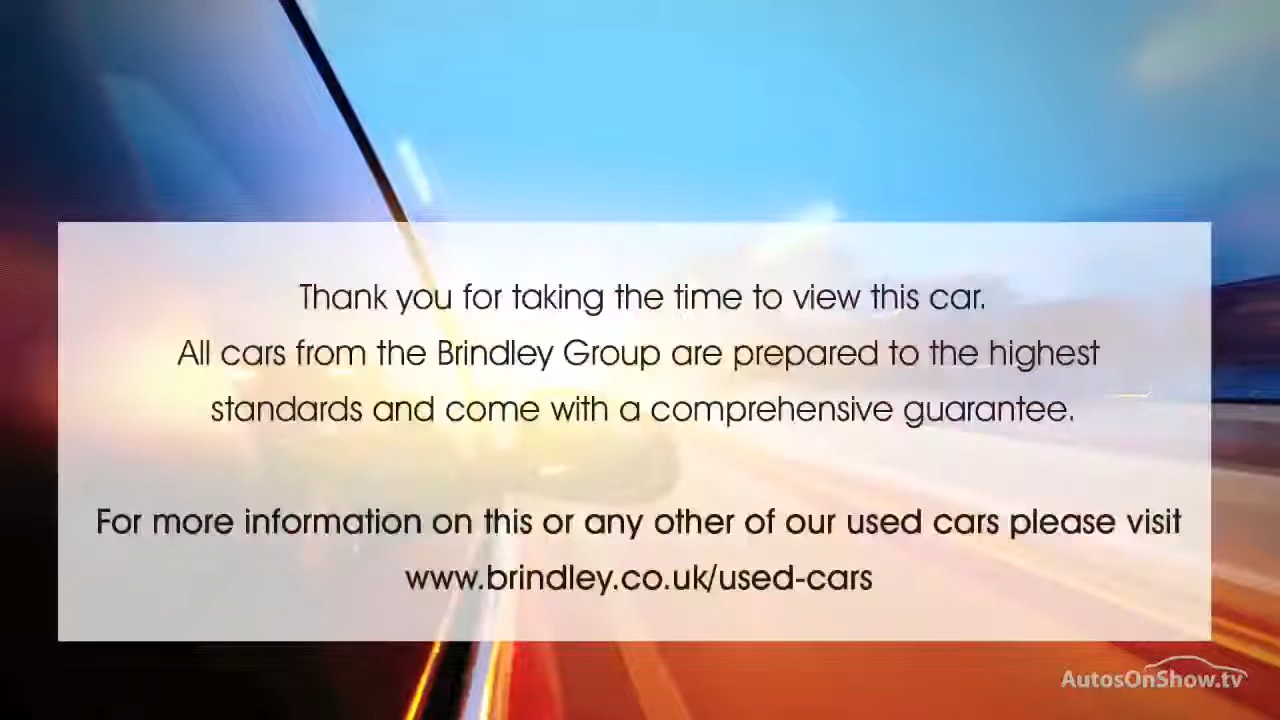 Thank you for taking the time to view this car.
All cars from the Brindley Group are prepared to the highest
standards and come with a comprehensive guarantee.
For more information on this or any other of our used cars please visit
www.brindley.co.uk/used-cars
AutosOnShow.tv